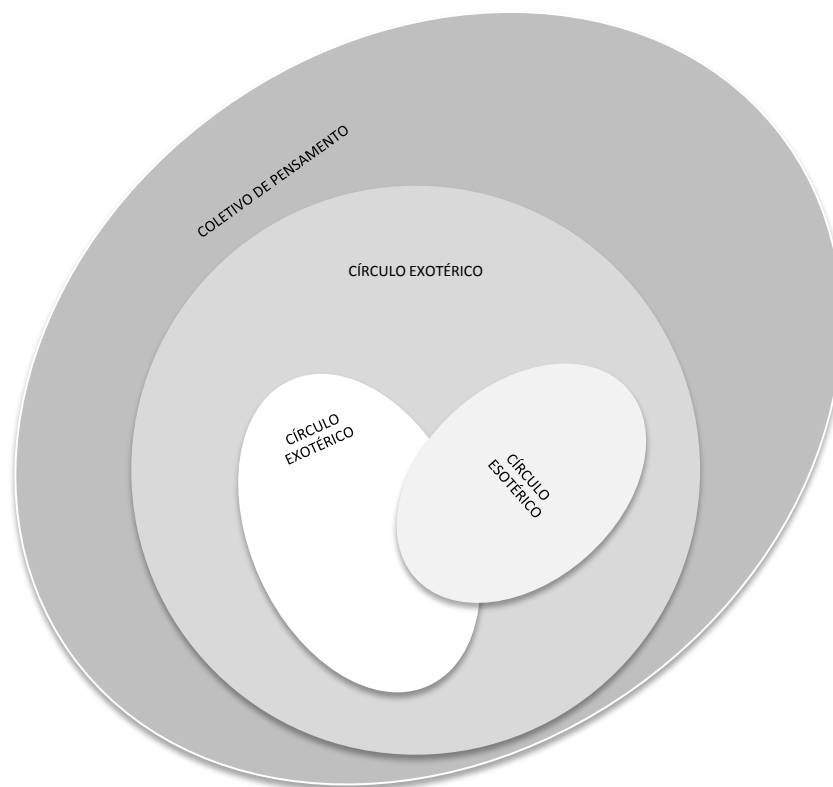 COLETIVO DE PENSAMENTO
CÍRCULO EXOTÉRICO
CÍRCULO
EXOTÉRICO
CÍRCULO
ESOTÉRICO